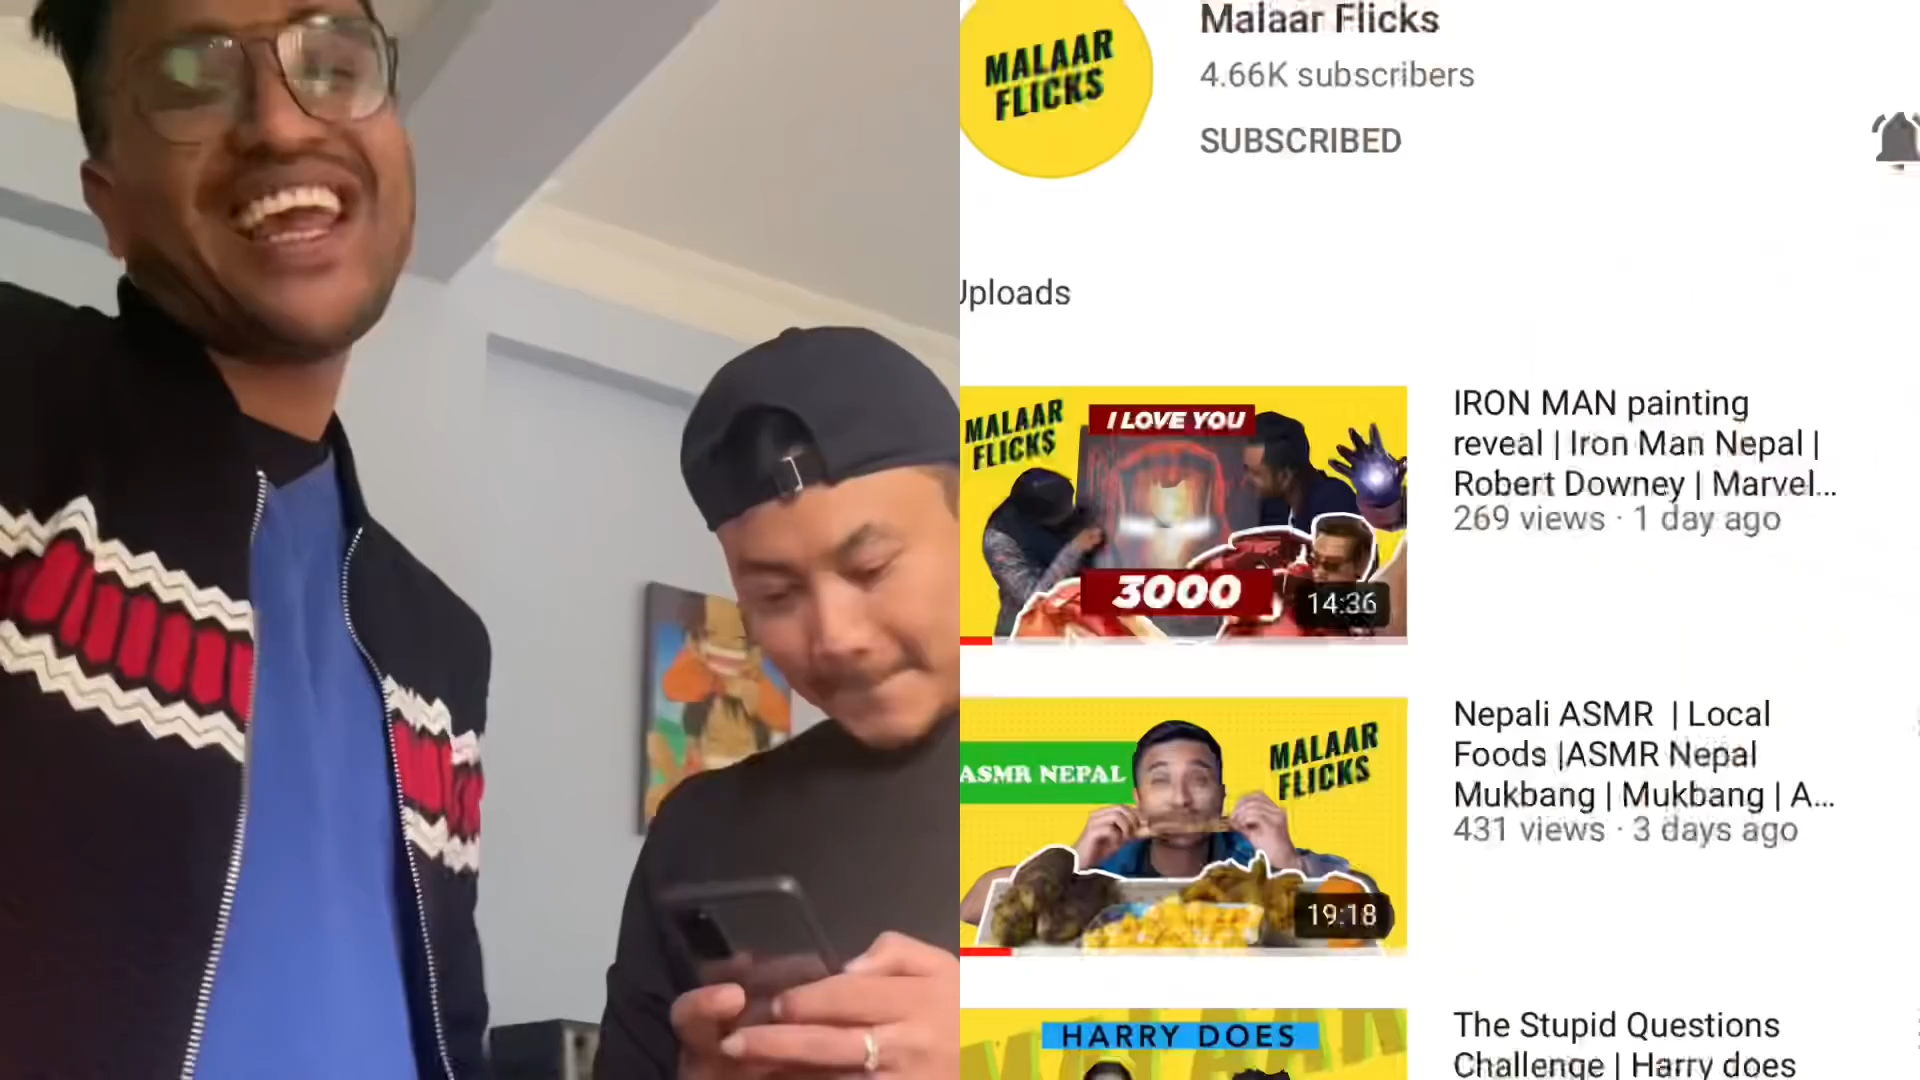 MALAAR
FLICKS
Malaar Flicks
4.66K subscribers
SUBSCRIBED
Uploads
MALAAR
FLICKS
I LOVE YOU
3000
14:36
IRON MAN painting
reveal | Iron Man Nepal |
Robert Downey | Marvel...
269 views · 1 day ago
ASMR NEPAL
MALAAR
FLICKS
19:18
Nepali ASMR | Local
Foods |ASMR Nepal
Mukbang | Mukbang | A...
431 views · 3 days ago
HARRY DOES
The Stupid Questions
Challenge | Harry does